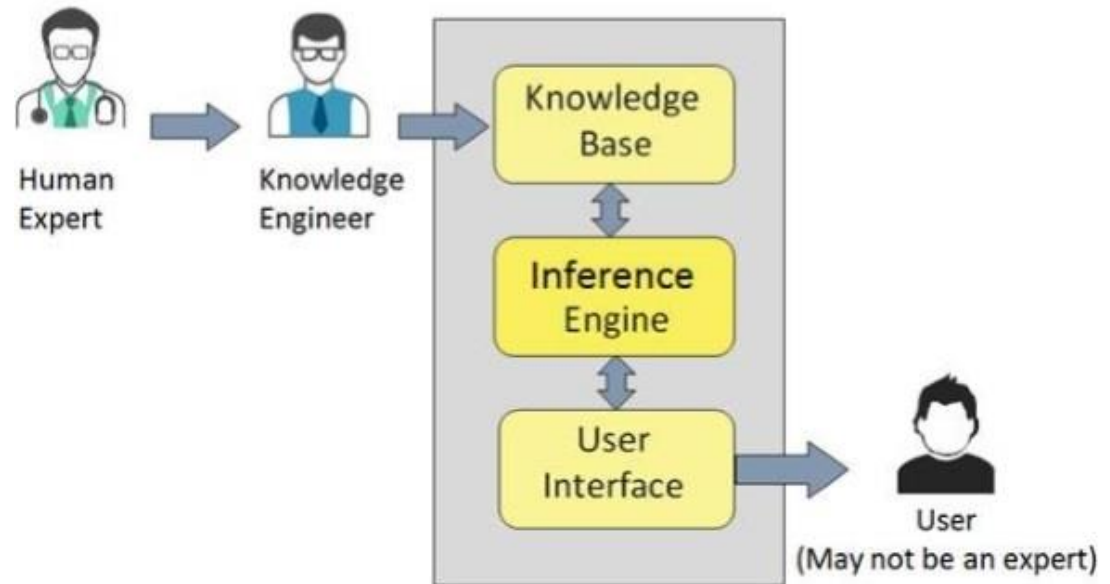 Human
Expert
Knowledge
Engineer
Knowledge
Base
Inference
Engine
User
Interface
User
(May not be an expert)